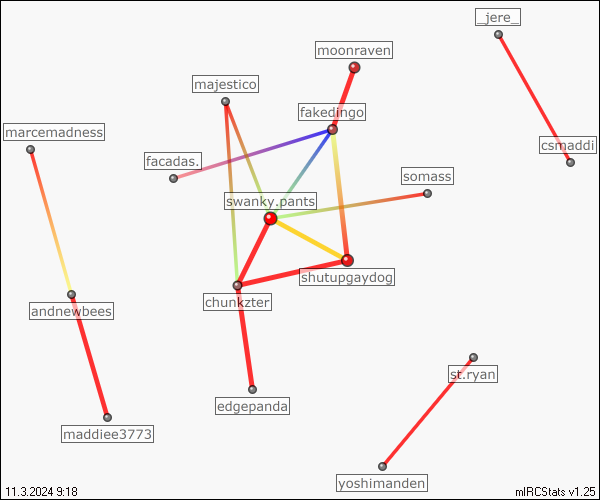 _jere_
moonraven
majestico
fakedingo
marcemadness
csmaddi
facadas.
somass
swanky.pants
shutupgaydog
chunkzter
andnewbees
st.ryan
edgepanda
maddiee3773
yoshimanden
11.3.2024 9:18
mIRCStats v1.25